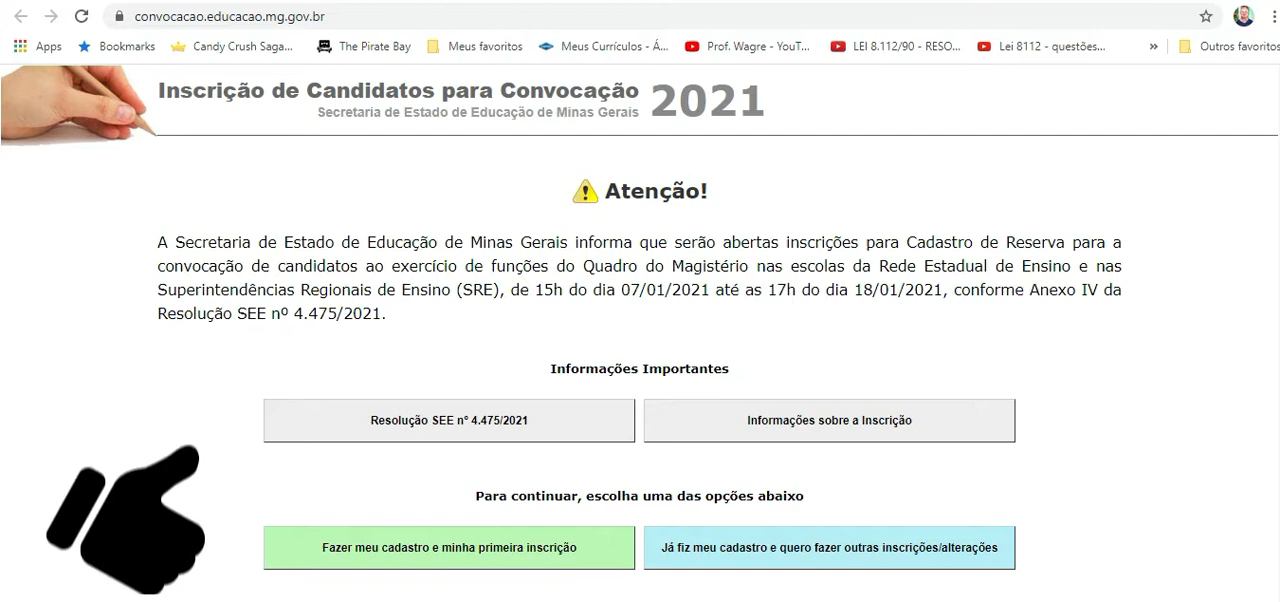 convocacao.educacao.mg.gov.br
Apps Bookmarks Candy Crush Saga... The Pirate Bay Meus favoritos Meus Currículos - Á... Prof. Wagre - YouT... LEI 8.112/90 - RESO... Lei 8112 - questões... » Outros favoritos
Inscrição de Candidatos para Convocação 2021
Secretaria de Estado de Educação de Minas Gerais
Atenção!
A Secretaria de Estado de Educação de Minas Gerais informa que serão abertas inscrições para Cadastro de Reserva para a
convocação de candidatos ao exercício de funções do Quadro do Magistério nas escolas da Rede Estadual de Ensino e nas
Superintendências Regionais de Ensino (SRE), de 15h do dia 07/01/2021 até as 17h do dia 18/01/2021, conforme Anexo IV da
Resolução SEE nº 4.475/2021.
Informações Importantes
Resolução SEE nº 4.475/2021 Informações sobre a Inscrição
Para continuar, escolha uma das opções abaixo
Fazer meu cadastro e minha primeira inscrição Já fiz meu cadastro e quero fazer outras inscrições/alterações